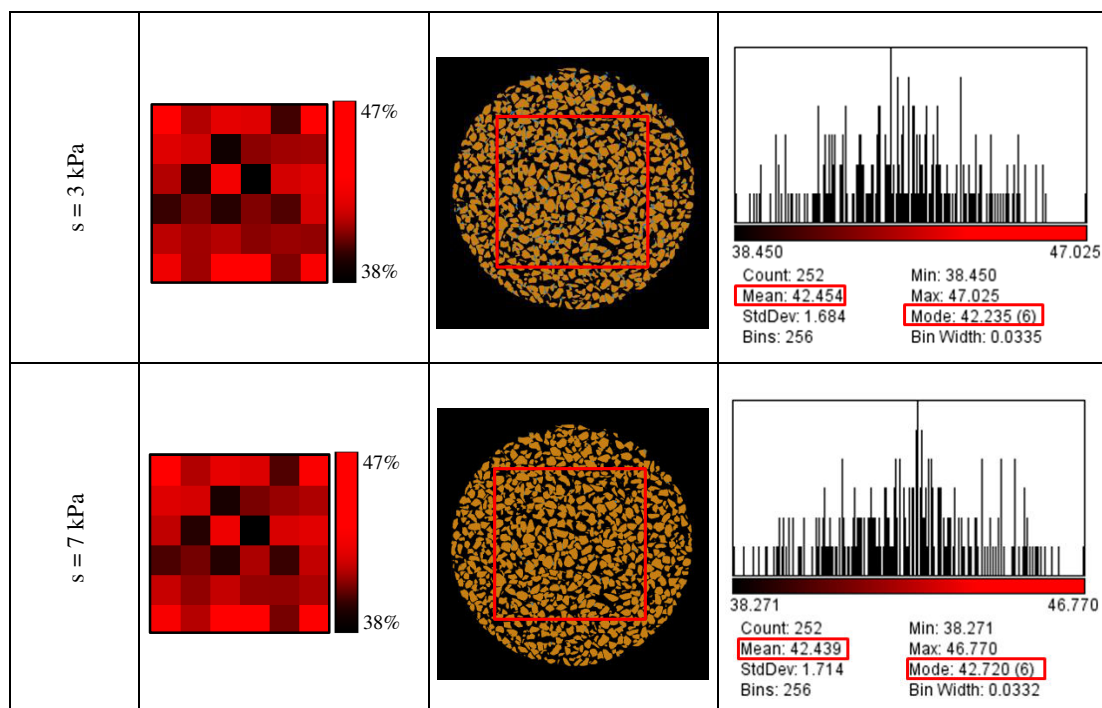 s = 3 kPa
47%
38%
38.450 47.025
Count: 252 Min: 38.450
Mean: 42.454 Max: 47.025
StdDev: 1.684 Mode: 42.235 (6)
Bins: 256 Bin Width: 0.0335
s = 7 kPa
47%
38%
38.271 46.770
Count: 252 Min: 38.271
Mean: 42.439 Max: 46.770
StdDev: 1.714 Mode: 42.720 (6)
Bins: 256 Bin Width: 0.0332